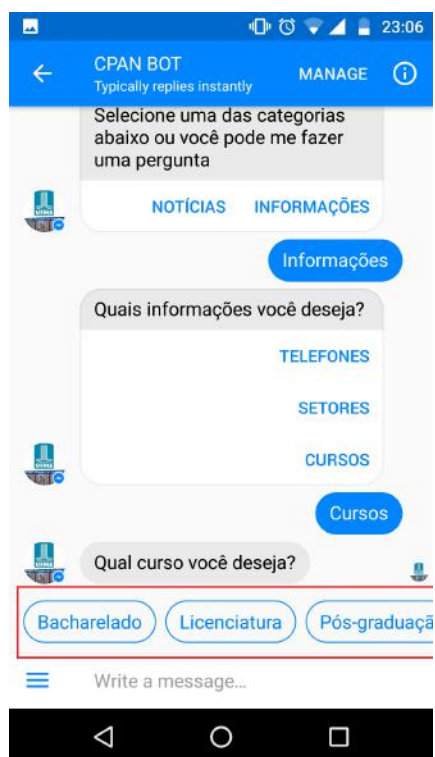 23:06
CPAN BOT
Typically replies instantly
MANAGE
Selecione uma das categorias
abaixo ou você pode me fazer
uma pergunta
NOTÍCIAS INFORMAÇÕES
Informações
Quais informações você deseja?
TELEFONES
SETORES
CURSOS
Cursos
Qual curso você deseja?
Bacharelado Licenciatura Pós-graduaçã
Write a message...